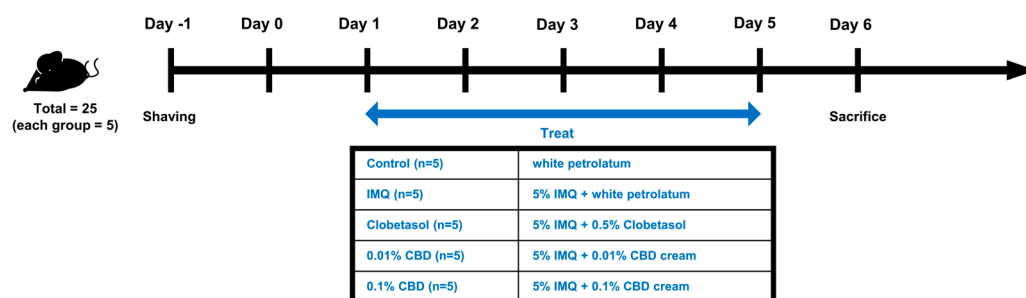 Day -1 Day 0 Day 1 Day 2 Day 3 Day 4 Day 5 Day 6
Total = 25
(each group = 5)
Shaving
Sacrifice
Treat
Control (n=5) white petrolatum
IMQ (n=5) 5% IMQ + white petrolatum
Clobetasol (n=5) 5% IMQ + 0.5% Clobetasol
0.01% CBD (n=5) 5% IMQ + 0.01% CBD cream
0.1% CBD (n=5) 5% IMQ + 0.1% CBD cream